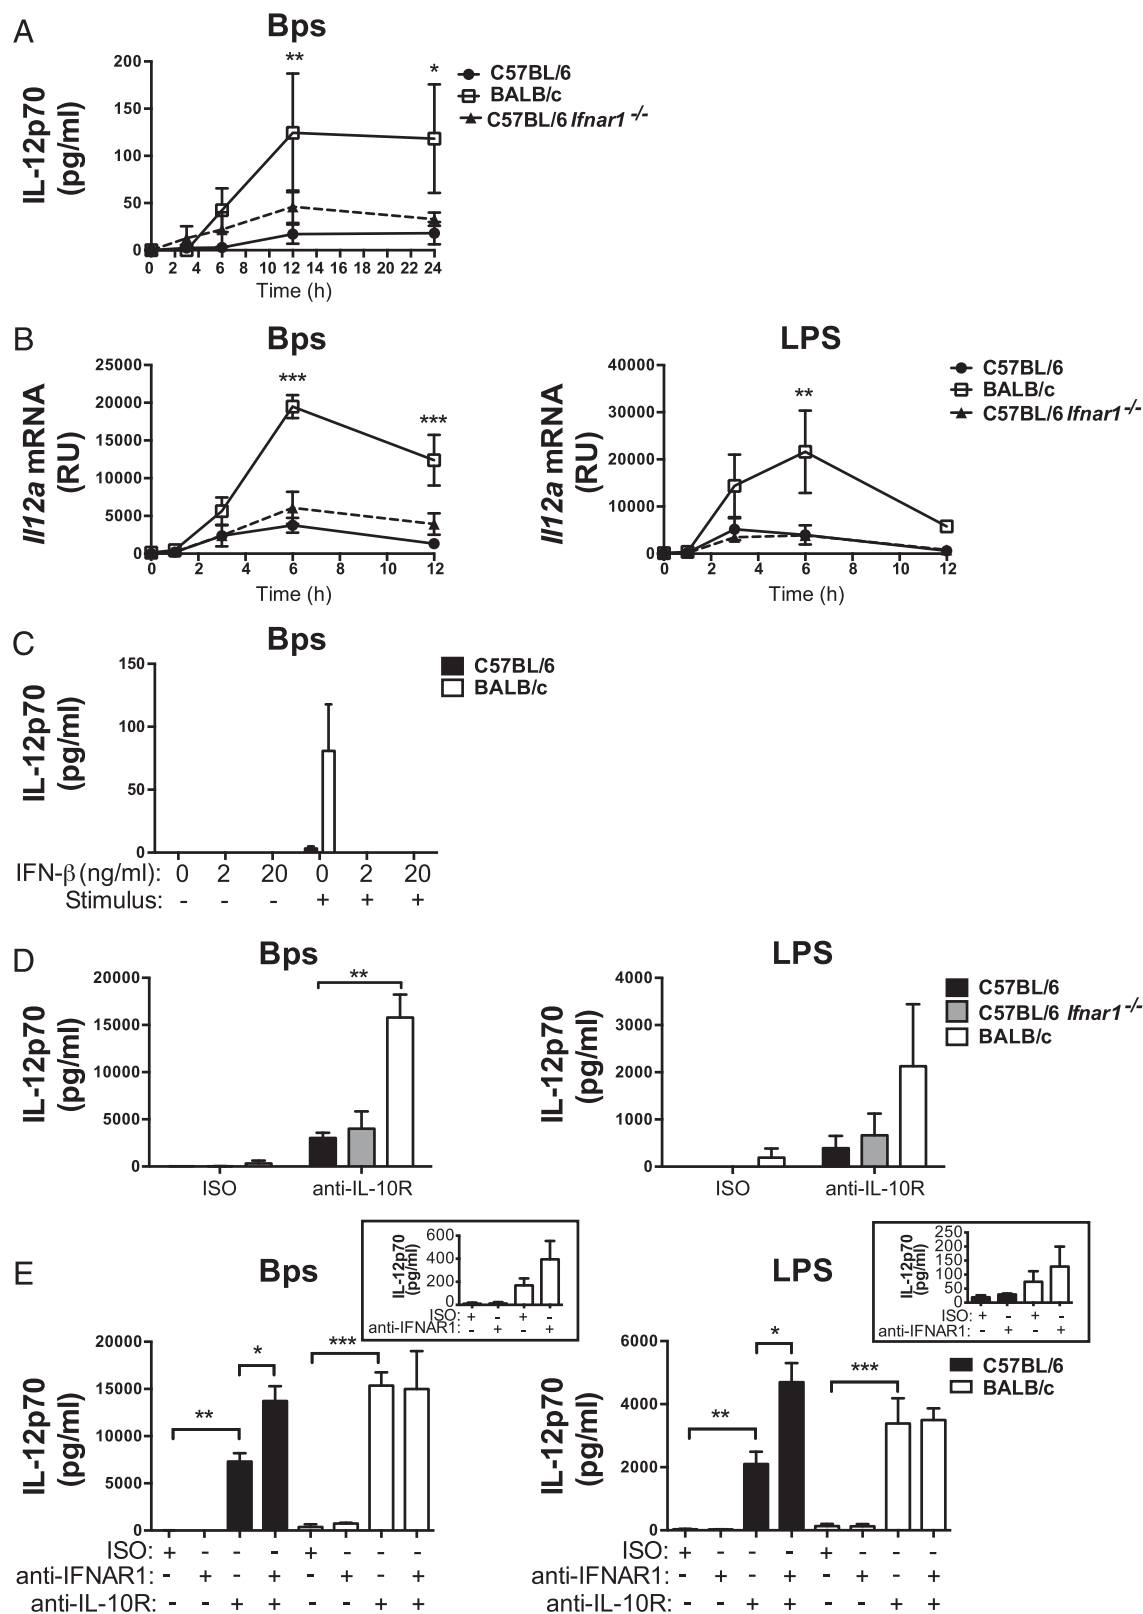 A
Bps
IL-12p70
(pg/ml)
200
150
100
50
0
**
*
C57BL/6
BALB/c
C57BL/6 Ifnar1 -/-
0 2 4 6 8 10 12 14 16 18 20 22 24
Time (h)
B
Bps
Il12a mRNA
(RU)
25000
20000
15000
10000
5000
0
***
***
0 2 4 6 8 10 12
Time (h)
LPS
Il12a mRNA
(RU)
40000
30000
20000
10000
0
**
0 2 4 6 8 10 12
Time (h)
C57BL/6
BALB/c
C57BL/6 Ifnar1-/-
C
Bps
IL-12p70
(pg/ml)
150
100
50
0
C57BL/6
BALB/c
IFN-β (ng/ml): 0 2 20 0 2 20
Stimulus: - - - + + +
D
Bps
IL-12p70
(pg/ml)
20000
15000
10000
5000
0
**
ISO anti-IL-10R
LPS
IL-12p70
(pg/ml)
4000
3000
2000
1000
0
ISO anti-IL-10R
C57BL/6
C57BL/6 Ifnar1-/-
BALB/c
E
Bps
IL-12p70
(pg/ml)
600
400
200
0
ISO: + - + -
anti-IFNAR1: - + - +
IL-12p70
(pg/ml)
20000
15000
10000
5000
0
**
*
***
ISO: + - - - + - - -
anti-IFNAR1: - + - + - + - +
anti-IL-10R: - - + + - - + +
LPS
IL-12p70
(pg/ml)
250
200
150
100
50
0
ISO: + - + -
anti-IFNAR1: - + - +
IL-12p70
(pg/ml)
6000
4000
2000
0
**
*
***
C57BL/6
BALB/c
ISO: + - - - + - - -
anti-IFNAR1: - + - + - + - +
anti-IL-10R: - - + + - - + +